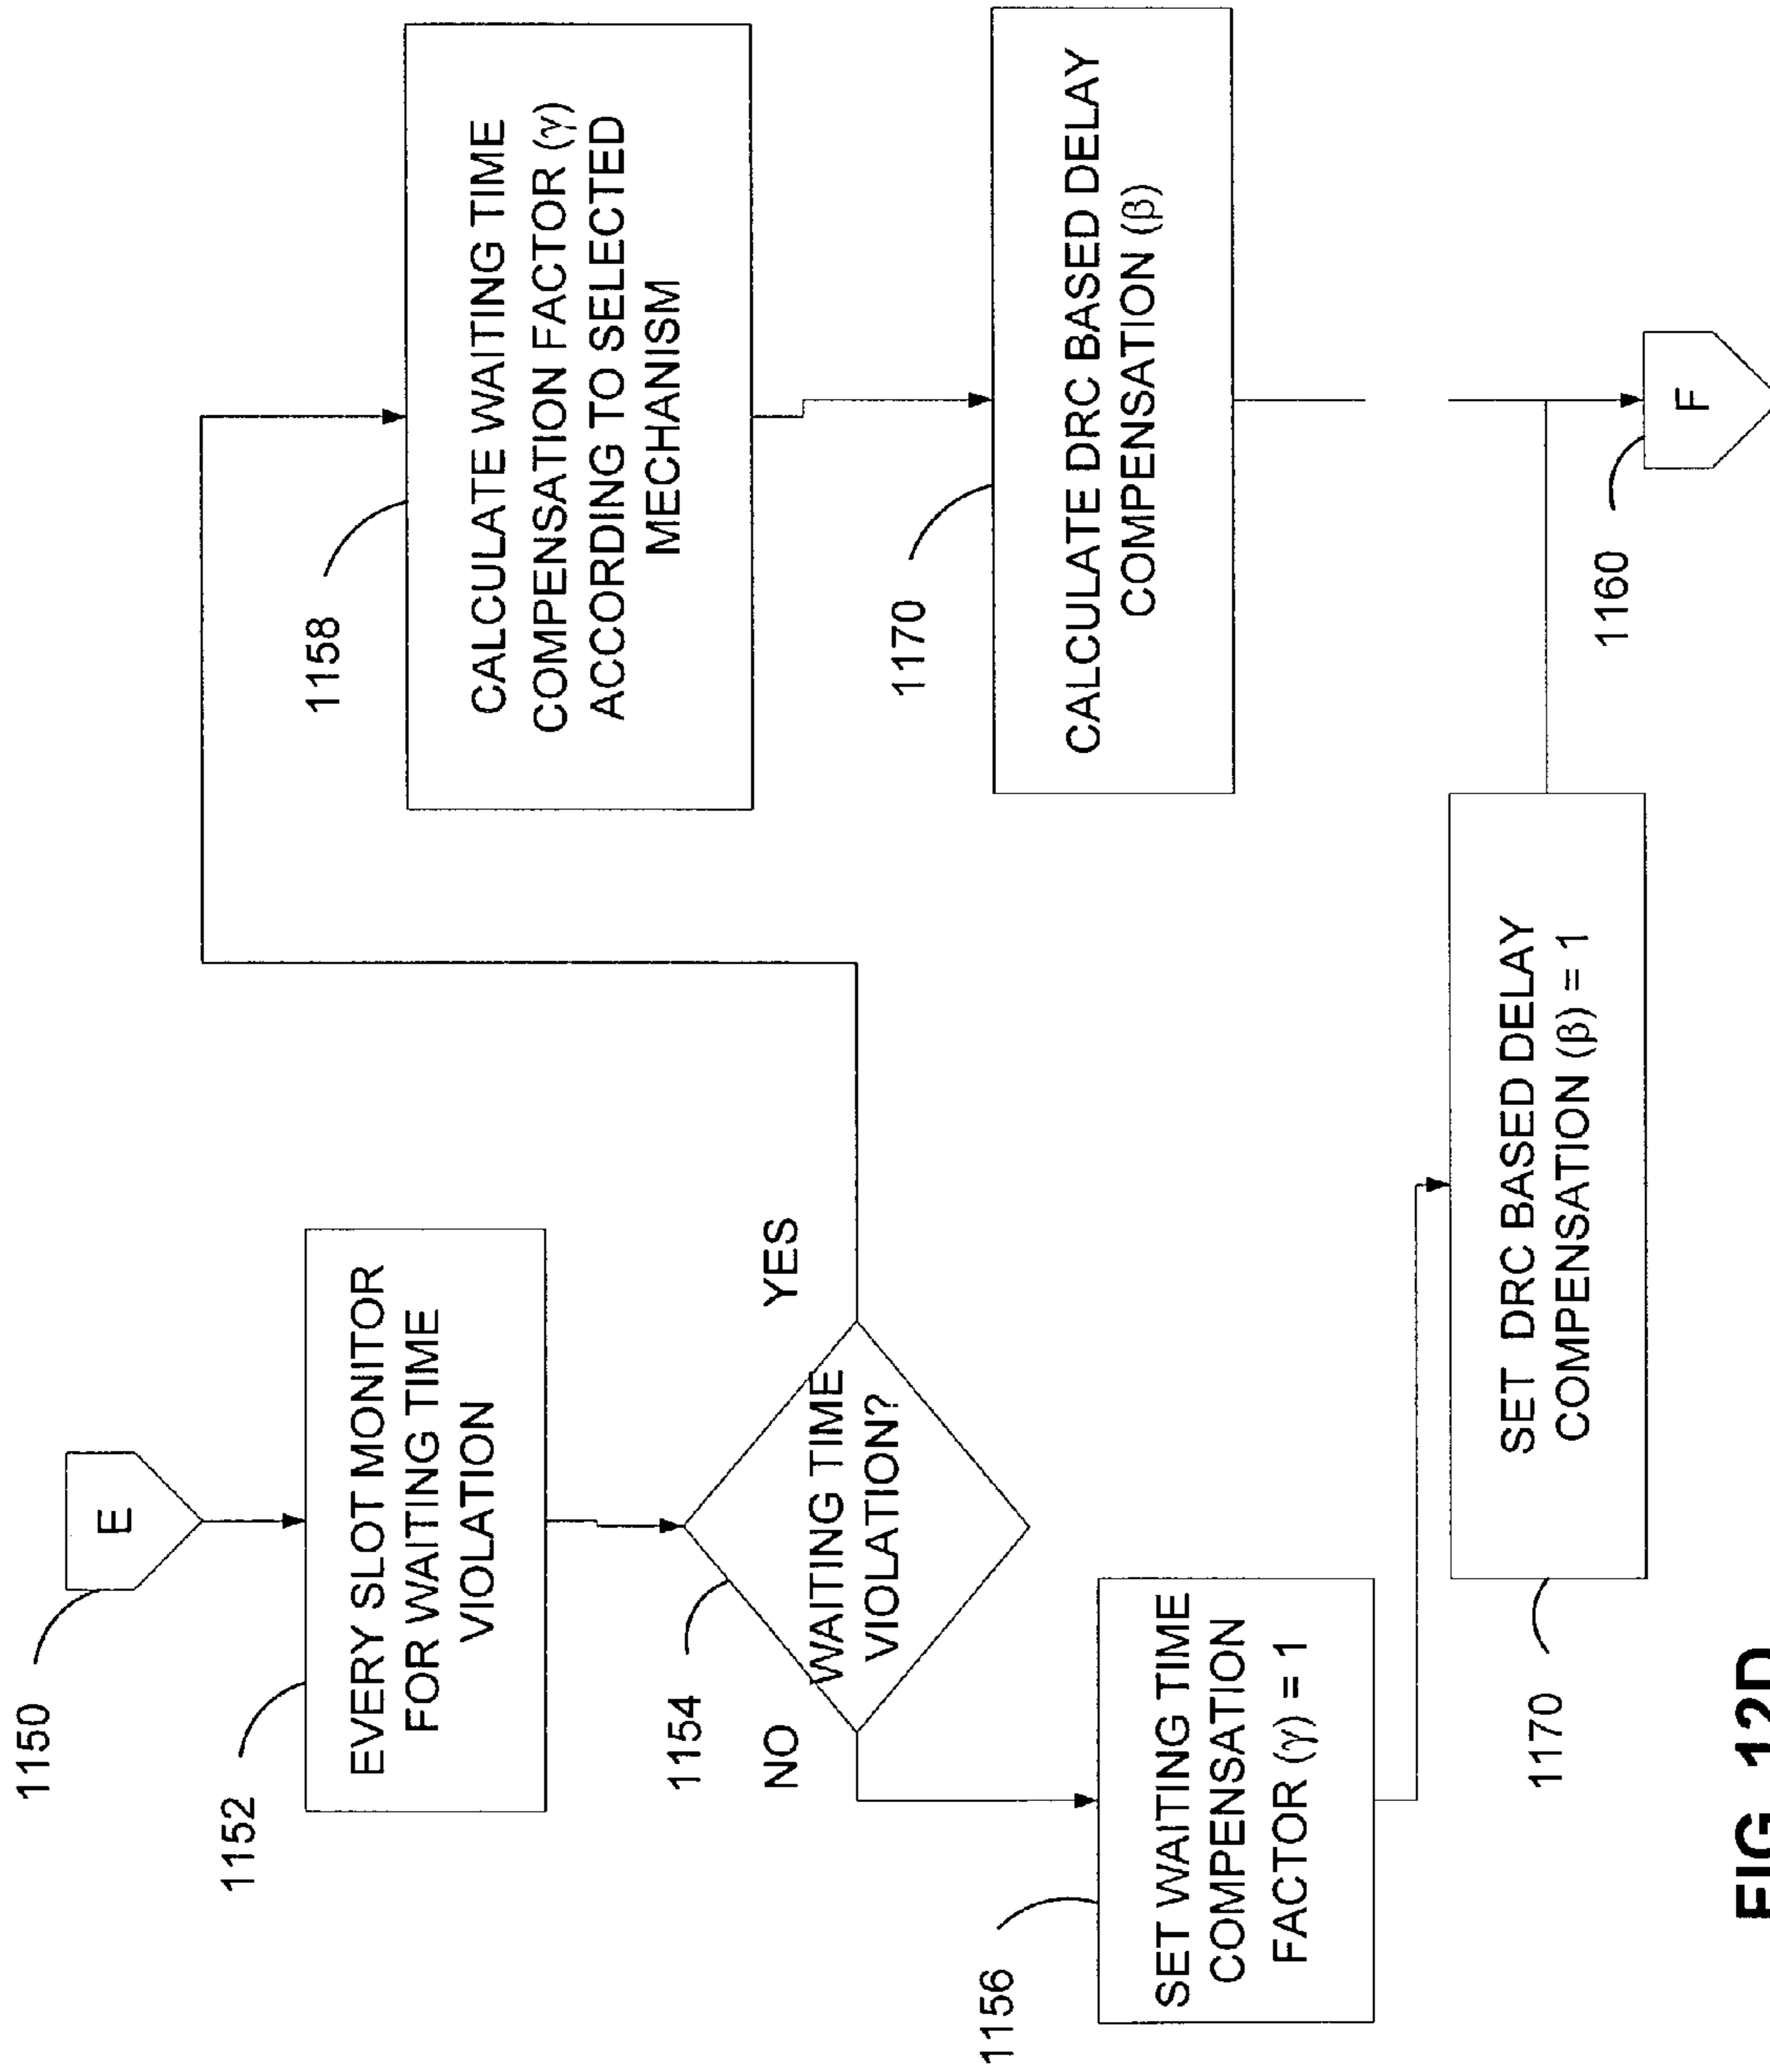 1150
E
1152
EVERY SLOT MONITOR
FOR WAITING TIME
VIOLATION
1154
WAITING TIME
VIOLATION?
NO
YES
1156
SET WAITING TIME
COMPENSATION
FACTOR (γ) = 1
1170
SET DRC BASED DELAY
COMPENSATION (β) = 1
1158
CALCULATE WAITING TIME
COMPENSATION FACTOR (γ)
ACCORDING TO SELECTED
MECHANISM
1170
CALCULATE DRC BASED DELAY
COMPENSATION (β)
1160
F
FIG. 12D